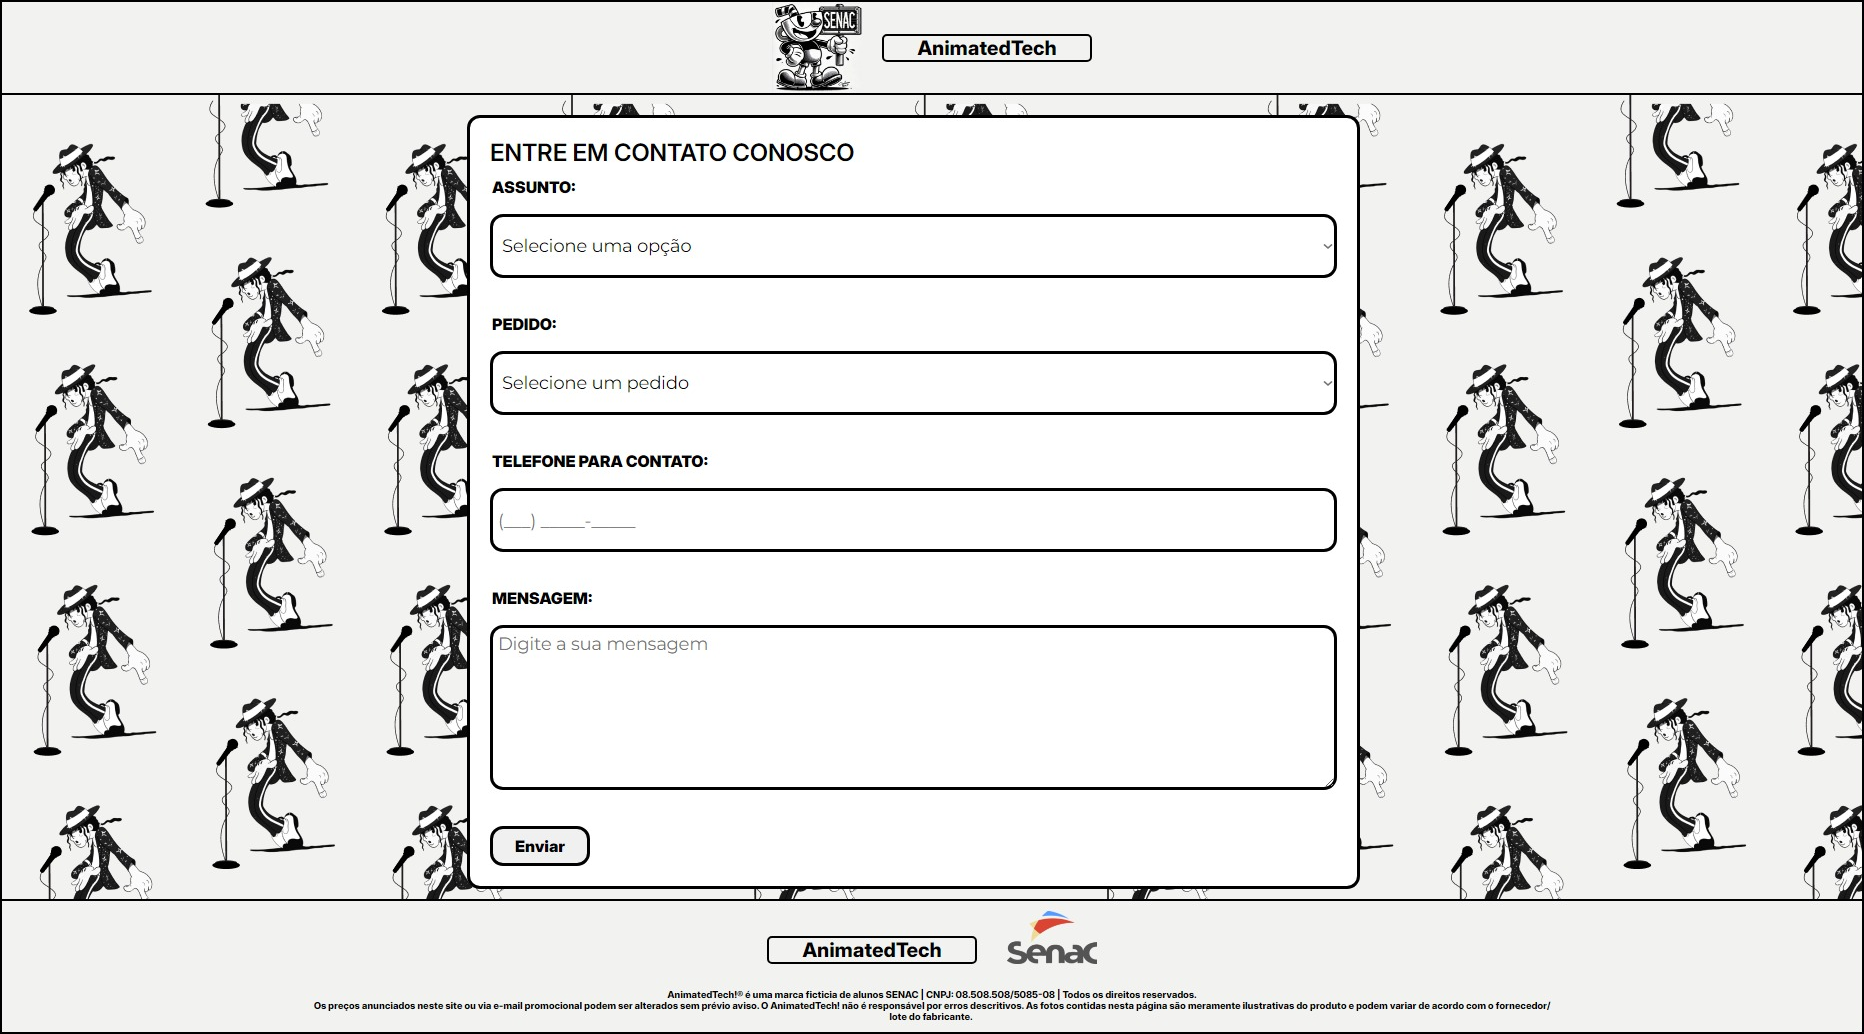 SENAC
AnimatedTech
ENTRE EM CONTATO CONOSCO
ASSUNTO:
Selecione uma opção
PEDIDO:
Selecione um pedido
TELEFONE PARA CONTATO:
(___) _____-_____
MENSAGEM:
Digite a sua mensagem
Enviar
AnimatedTech
Senac
AnimatedTech!® é uma marca ficticia de alunos SENAC | CNPJ: 08.508.508/5085-08 | Todos os direitos reservados.
Os preços anunciados neste site ou via e-mail promocional podem ser alterados sem prévio aviso. O AnimatedTech! não é responsável por erros descritivos. As fotos contidas nesta página são meramente ilustrativas do produto e podem variar de acordo com o fornecedor/
lote do fabricante.